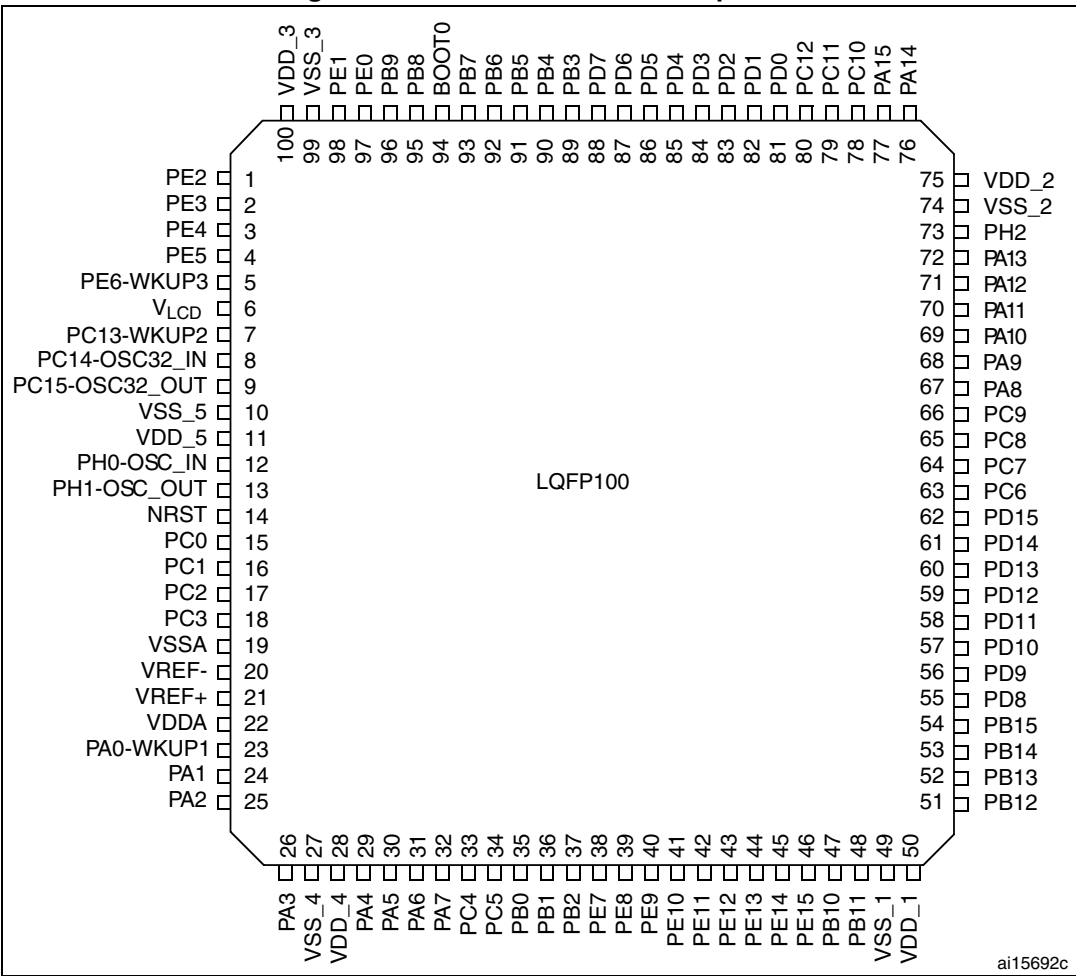 VDD_3
VSS_3
PE1
PE0
PB9
PB8
BOOT0
PB7
PB6
PB5
PB4
PB3
PD7
PD6
PD5
PD4
PD3
PD2
PD1
PD0
PC12
PC11
PC10
PA15
PA14
100
99
98
97
96
95
94
93
92
91
90
89
88
87
86
85
84
83
82
81
80
79
78
77
76
PE2 1
PE3 2
PE4 3
PE5 4
PE6-WKUP3 5
VLCD 6
PC13-WKUP2 7
PC14-OSC32_IN 8
PC15-OSC32_OUT 9
VSS_5 10
VDD_5 11
PH0-OSC_IN 12
PH1-OSC_OUT 13
NRST 14
PC0 15
PC1 16
PC2 17
PC3 18
VSSA 19
VREF- 20
VREF+ 21
VDDA 22
PA0-WKUP1 23
PA1 24
PA2 25
LQFP100
75 VDD_2
74 VSS_2
73 PH2
72 PA13
71 PA12
70 PA11
69 PA10
68 PA9
67 PA8
66 PC9
65 PC8
64 PC7
63 PC6
62 PD15
61 PD14
60 PD13
59 PD12
58 PD11
57 PD10
56 PD9
55 PD8
54 PB15
53 PB14
52 PB13
51 PB12
26
27
28
29
30
31
32
33
34
35
36
37
38
39
40
41
42
43
44
45
46
47
48
49
50
PA3
VSS_4
VDD_4
PA4
PA5
PA6
PA7
PC4
PC5
PB0
PB1
PB2
PE7
PE8
PE9
PE10
PE11
PE12
PE13
PE14
PE15
PB10
PB11
VSS_1
VDD_1
ai15692c